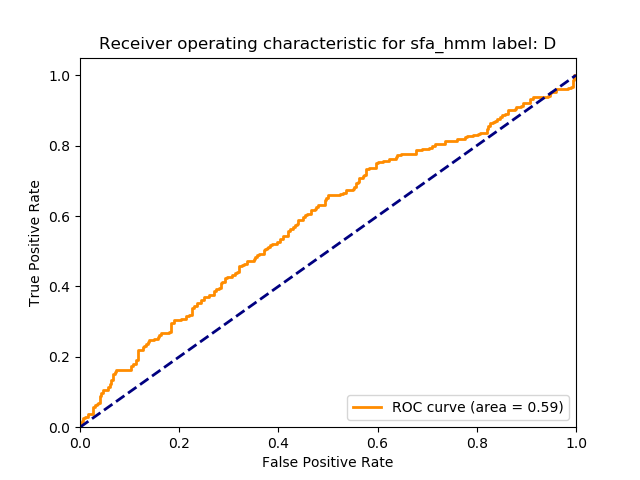 Receiver operating characteristic for sfa_hmm label: D
True Positive Rate
1.0
0.8
0.6
0.4
0.2
0.0
ROC curve (area = 0.59)
0.0 0.2 0.4 0.6 0.8 1.0
False Positive Rate